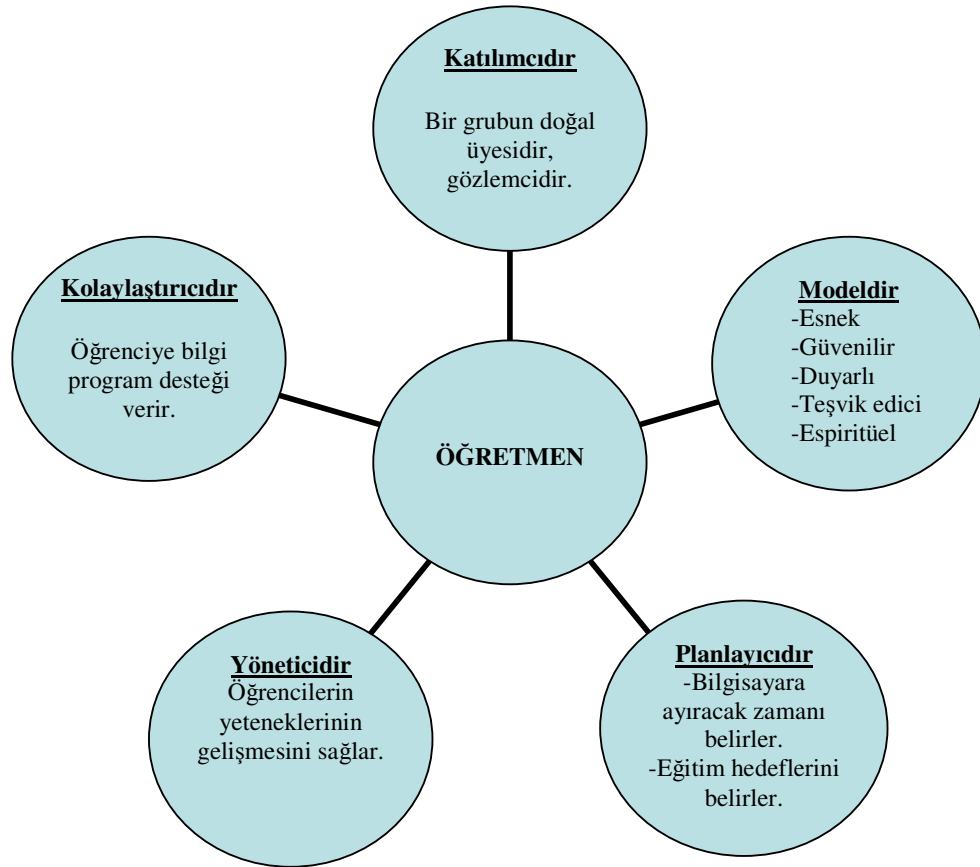 Katılımcıdır
Bir grubun doğal
üyesidir,
gözlemcidir.
Kolaylaştırıcıdır
Öğrenciye bilgi
program desteği
verir.
Modeldir
-Esnek
-Güvenilir
-Duyarlı
-Teşvik edici
-Espiritüel
ÖĞRETMEN
Yöneticidir
Öğrencilerin
yeteneklerinin
gelişmesini sağlar.
Planlayıcıdır
-Bilgisayara
ayıracak zamanı
belirler.
-Eğitim hedeflerini
belirler.